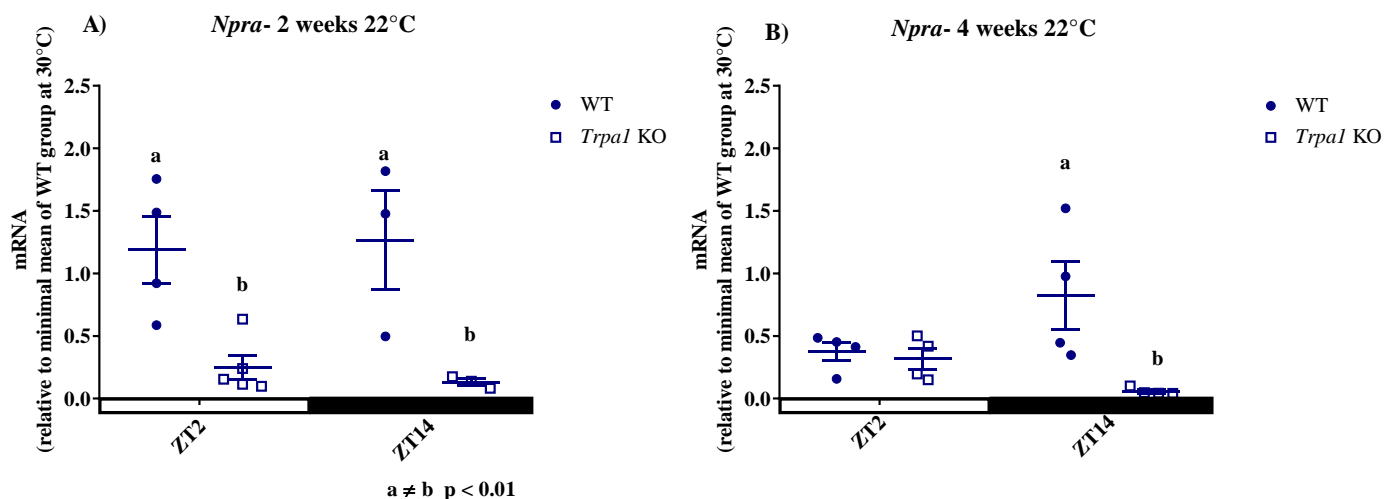 A)
Npra- 2 weeks 22°C
mRNA
(relative to minimal mean of WT group at 30°C)
2.5
2.0
1.5
1.0
0.5
0.0
a
b
a
b
ZT2
ZT14
WT
Trpa1 KO
a ≠ b p < 0.01
B)
Npra- 4 weeks 22°C
mRNA
(relative to minimal mean of WT group at 30°C)
2.5
2.0
1.5
1.0
0.5
0.0
a
b
ZT2
ZT14
WT
Trpa1 KO